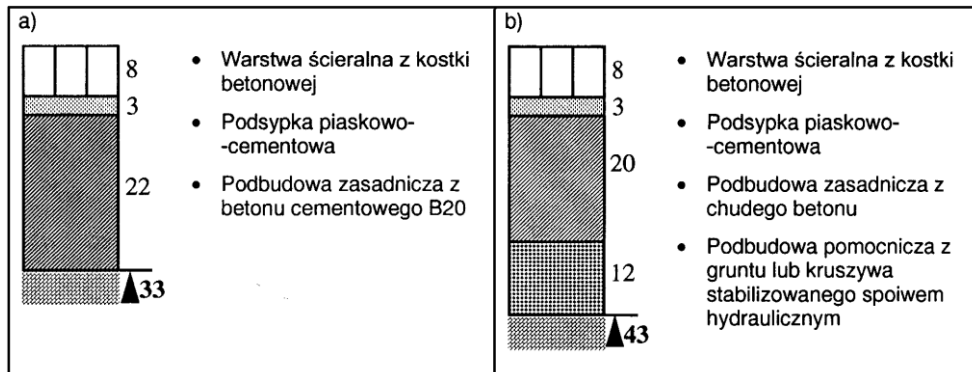 a)
8
3
22
33
• Warstwa ścieralna z kostki
betonowej
• Podsypka piaskowo-
-cementowa
• Podbudowa zasadnicza z
betonu cementowego B20
b)
8
3
20
12
43
• Warstwa ścieralna z kostki
betonowej
• Podsypka piaskowo-
-cementowa
• Podbudowa zasadnicza z
chudego betonu
• Podbudowa pomocnicza z
gruntu lub kruszywa
stabilizowanego spoiwem
hydraulicznym